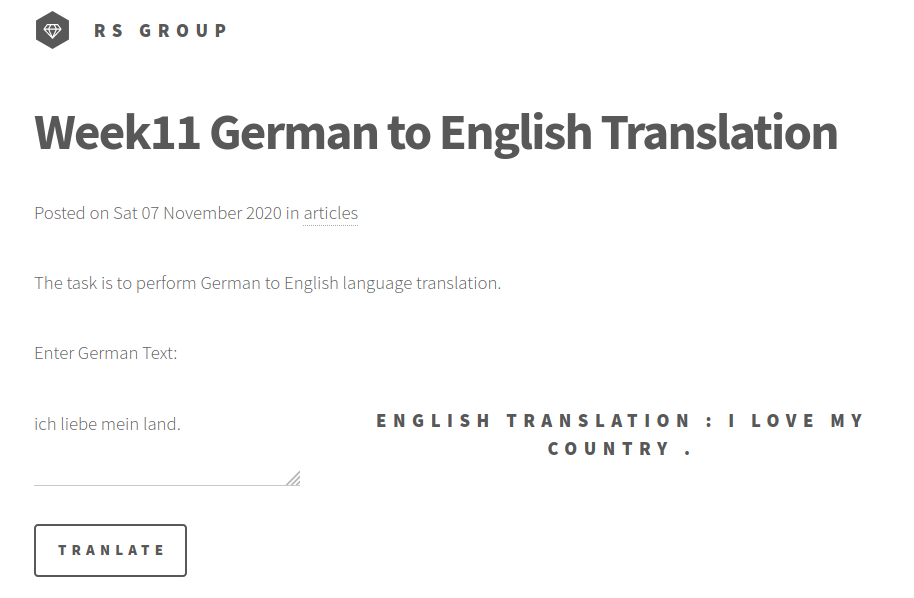 RS GROUP
Week11 German to English Translation
Posted on Sat 07 November 2020 in articles
The task is to perform German to English language translation.
Enter German Text:
ich liebe mein land.
ENGLISH TRANSLATION : I LOVE MY
COUNTRY .
TRANLATE